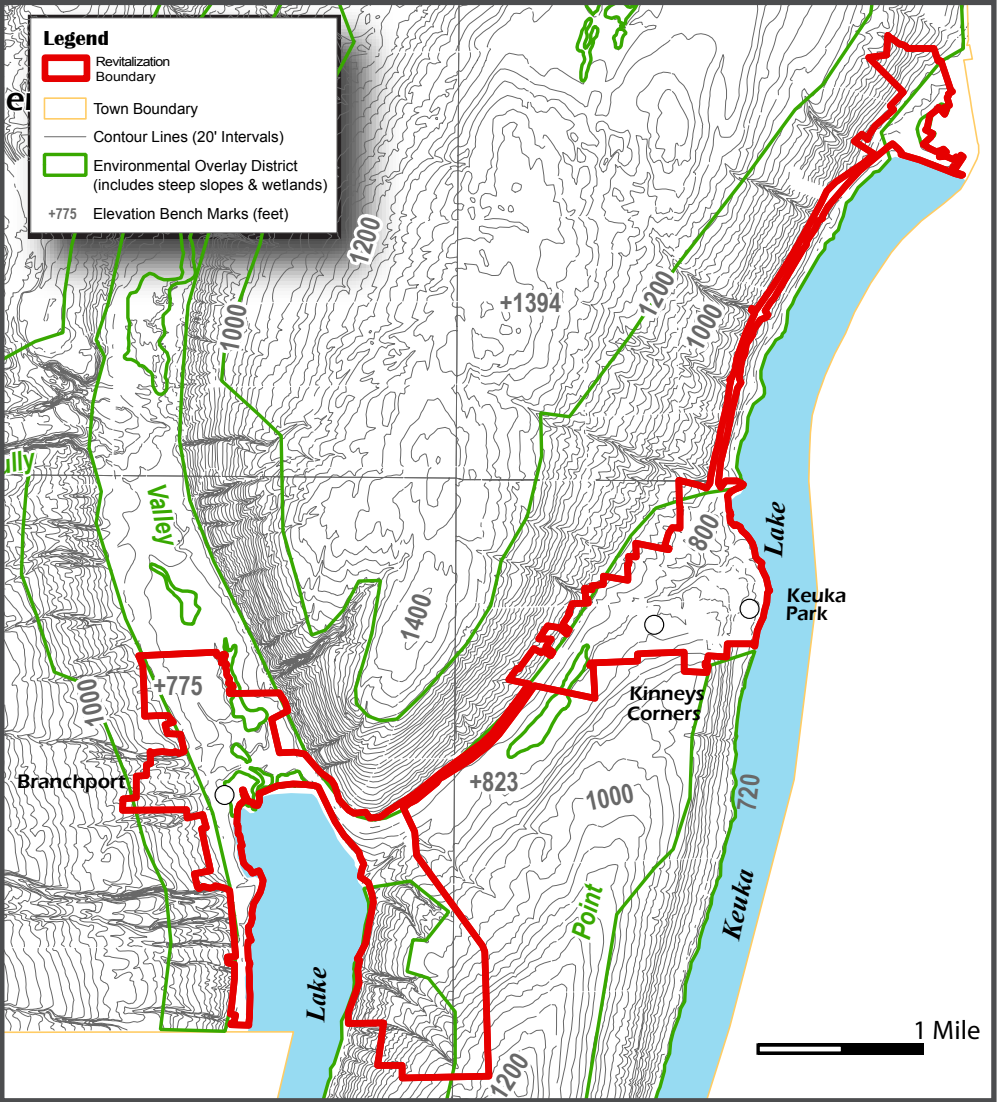 Legend
Revitalization
Boundary
Town Boundary
Contour Lines (20' Intervals)
Environmental Overlay District
(includes steep slopes & wetlands)
+775 Elevation Bench Marks (feet)
1200
1000
+1394
1200
1000
Valley
800
Lake
Keuka
Park
1400
Kinneys
Corners
+775
1000
Branchport
+823
1000
720
Keuka
Point
Lake
1200
1 Mile